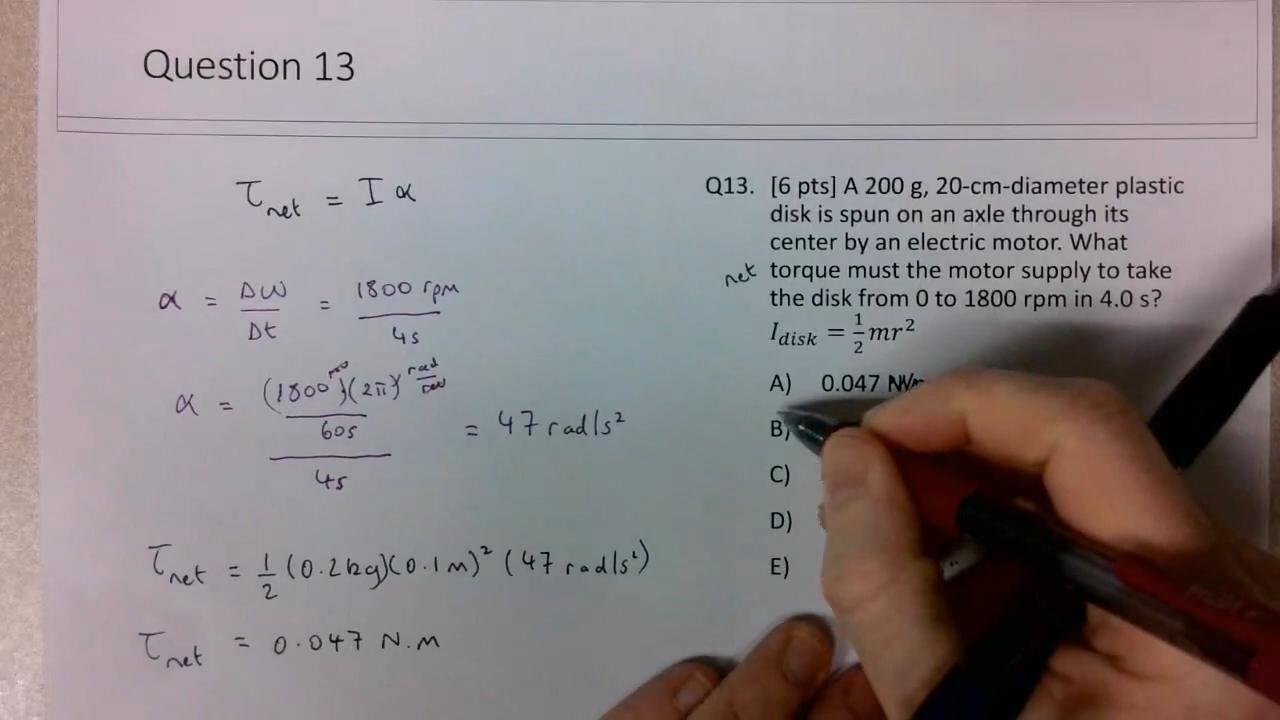 Question 13
τnet = I α
α = Δω/Δt = 1800 rpm/4s
α = (1800 rev)(2π) rad/rev / 60s / 4s = 47 rad/s²
τnet = 1/2 (0.2kg)(0.1m)² (47 rad/s²)
τnet = 0.047 N.m
Q13. [6 pts] A 200 g, 20-cm-diameter plastic
disk is spun on an axle through its
center by an electric motor. What
net torque must the motor supply to take
the disk from 0 to 1800 rpm in 4.0 s?
I_disk = 1/2 mr²
A) 0.047
B)
C)
D)
E)